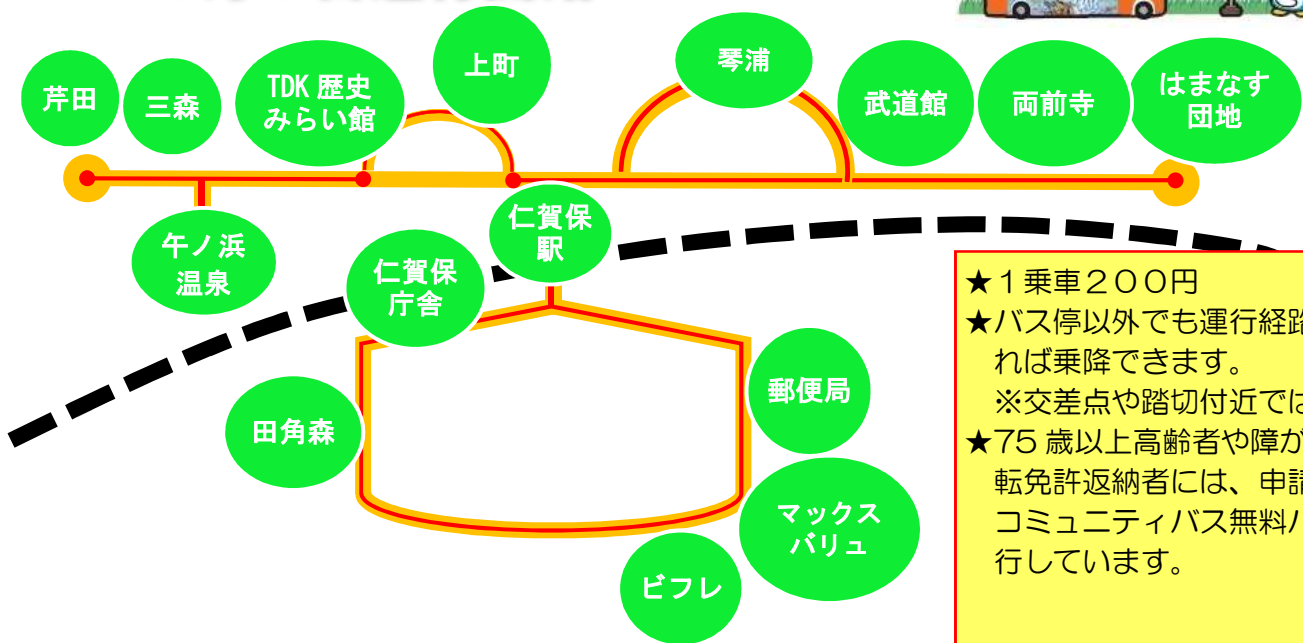 芹田
三森
TDK 歴史
みらい館
上町
琴浦
武道館
両前寺
はまなす
団地
午ノ浜
温泉
仁賀保
庁舎
仁賀保
駅
田角森
郵便局
マックス
バリュ
ビフレ
★１乗車２００円
★バス停以外でも運行経路
れば乗降できます。
※交差点や踏切付近では
★75 歳以上高齢者や障が
転免許返納者には、申請
コミュニティバス無料
行しています。